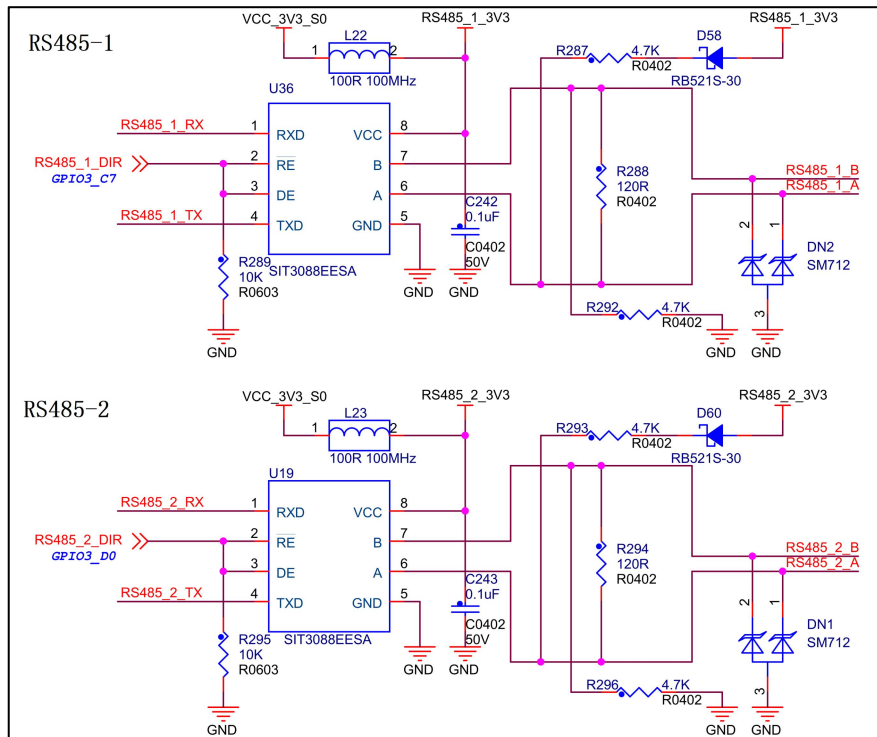 RS485-1
VCC_3V3_S0
RS485_1_3V3
L22
1
2
100R 100MHz
R287
4.7K
R0402
D58
RB521S-30
RS485_1_3V3
U36
RS485_1_RX
1
RXD
VCC
8
RS485_1_DIR
GPIO3_C7
2
RE
B
7
3
DE
A
6
RS485_1_TX
4
TXD
GND
5
SIT3088EESA
R289
10K
R0603
GND
GND
C242
0.1uF
C0402
50V
GND
R288
120R
R0402
R292
4.7K
R0402
GND
RS485_1_B
RS485_1_A
2
1
DN2
SM712
3
GND
RS485-2
VCC_3V3_S0
RS485_2_3V3
L23
1
2
100R 100MHz
R293
4.7K
R0402
D60
RB521S-30
RS485_2_3V3
U19
RS485_2_RX
1
RXD
VCC
8
RS485_2_DIR
GPIO3_D0
2
RE
B
7
3
DE
A
6
RS485_2_TX
4
TXD
GND
5
SIT3088EESA
R295
10K
R0603
GND
GND
C243
0.1uF
C0402
50V
GND
R294
120R
R0402
R296
4.7K
R0402
GND
RS485_2_B
RS485_2_A
2
1
DN1
SM712
3
GND